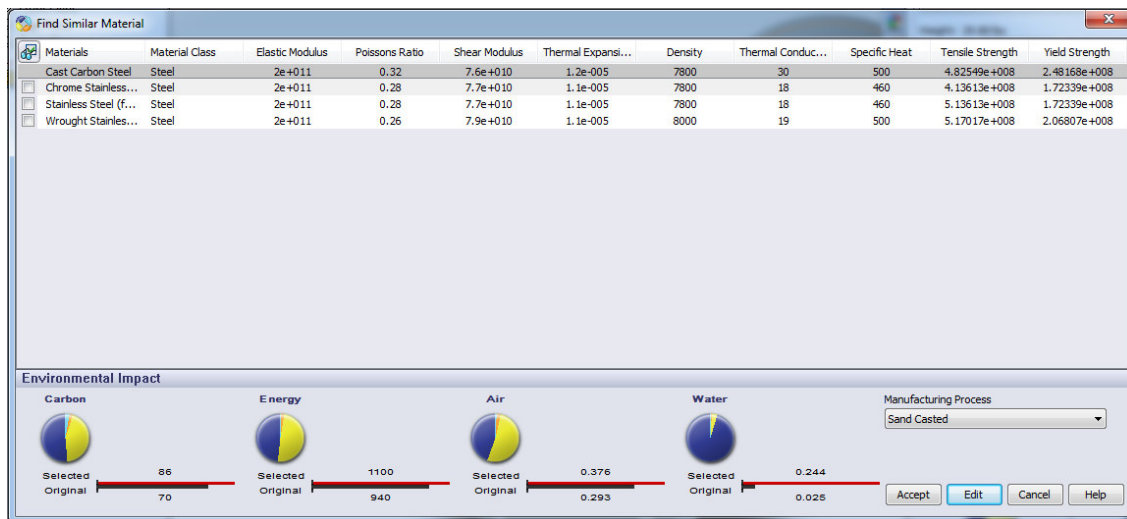 Find Similar Material
Materials Material Class Elastic Modulus Poissons Ratio Shear Modulus Thermal Expansi... Density Thermal Conduc... Specific Heat Tensile Strength Yield Strength
Cast Carbon Steel Steel 2e+011 0.32 7.6e+010 1.2e-005 7800 30 500 4.82549e+008 2.48168e+008
Chrome Stainless... Steel 2e+011 0.28 7.7e+010 1.1e-005 7800 18 460 4.13613e+008 1.72339e+008
Stainless Steel (f... Steel 2e+011 0.28 7.7e+010 1.1e-005 7800 18 460 5.13613e+008 1.72339e+008
Wrought Stainles... Steel 2e+011 0.26 7.9e+010 1.1e-005 8000 19 500 5.17017e+008 2.06807e+008
Environmental Impact
Carbon Energy Air Water Manufacturing Process
Sand Casted
Selected 86 Selected 1100 Selected 0.376 Selected 0.244
Original 70 Original 940 Original 0.293 Original 0.025
Accept Edit Cancel Help